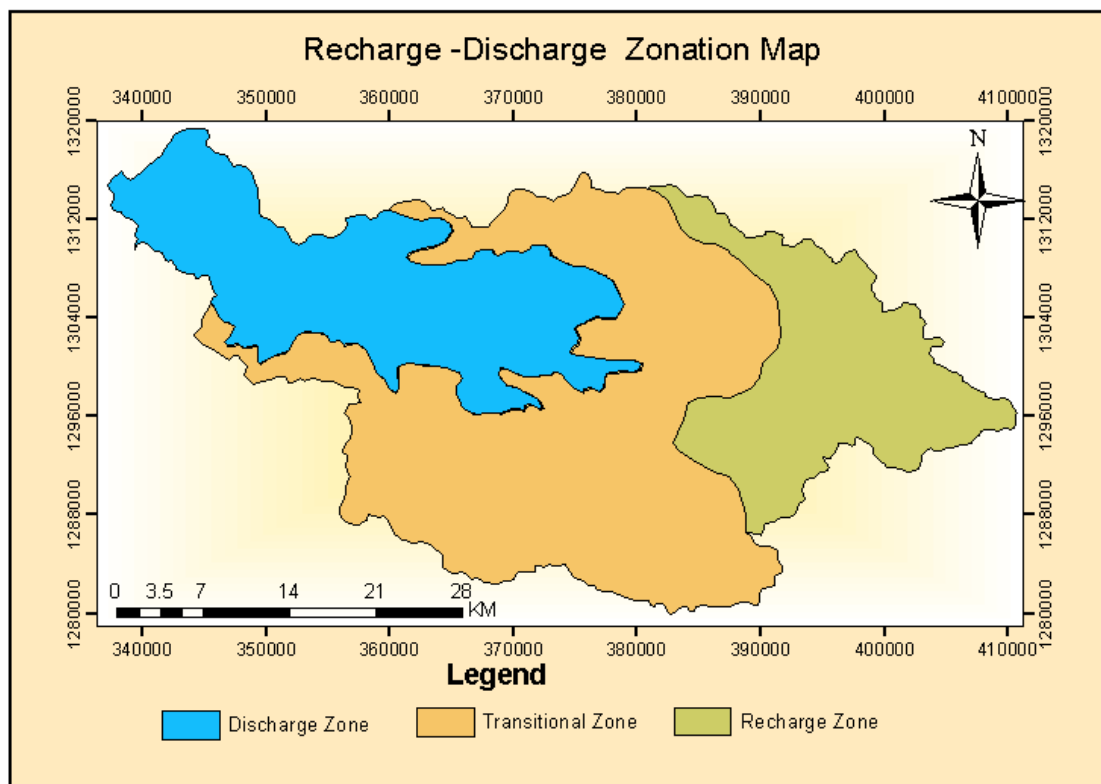 Recharge -Discharge Zonation Map
340000 350000 360000 370000 380000 390000 400000 4100000
1320000 1320000
N
1312000 1312000
1304000 1304000
1296000 1296000
1288000 1288000
0 3.5 7 14 21 28
KM
1280000 1280000
340000 350000 360000 370000 380000 390000 400000 410000
Legend
Discharge Zone Transitional Zone Recharge Zone